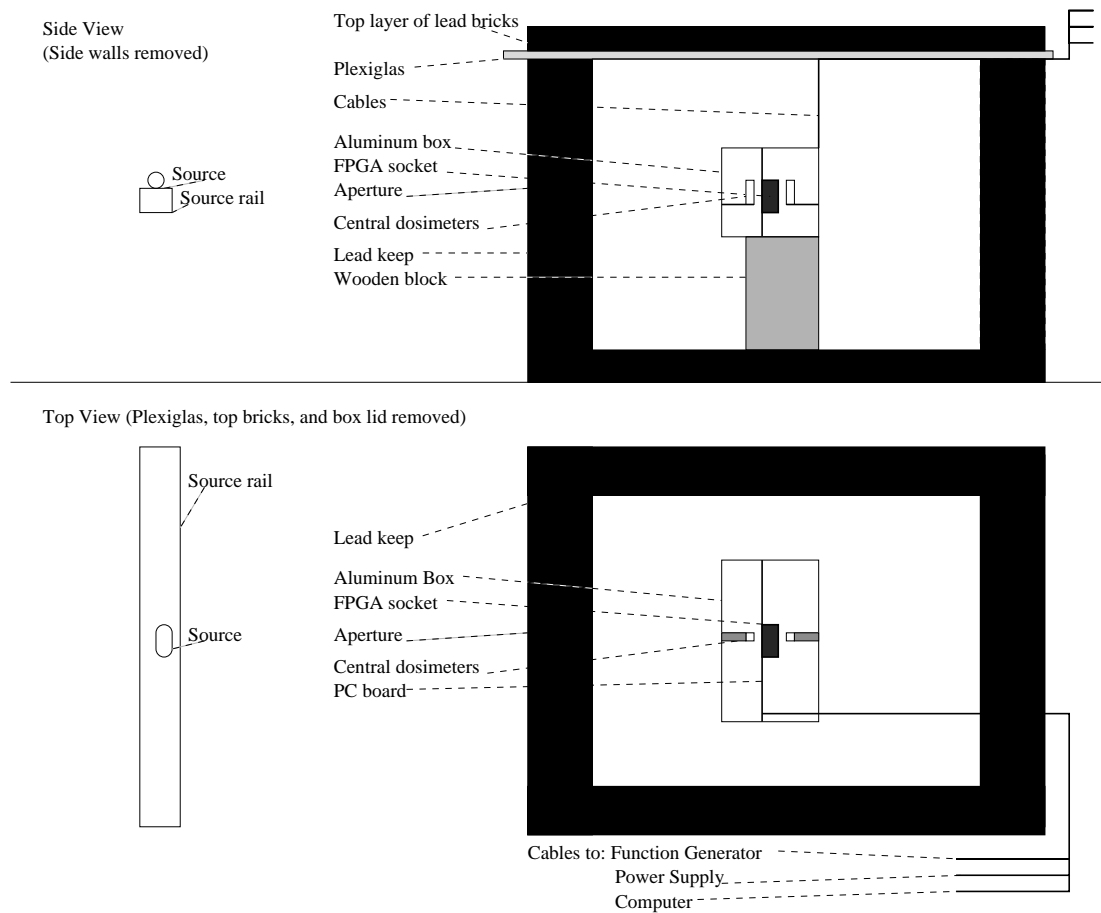 Side View
(Side walls removed)
Top layer of lead bricks
Plexiglas
Cables
Aluminum box
FPGA socket
Aperture
Central dosimeters
Lead keep
Wooden block
Source
Source rail
Top View (Plexiglas, top bricks, and box lid removed)
Source rail
Source
Lead keep
Aluminum Box
FPGA socket
Aperture
Central dosimeters
PC board
Cables to: Function Generator
Power Supply
Computer